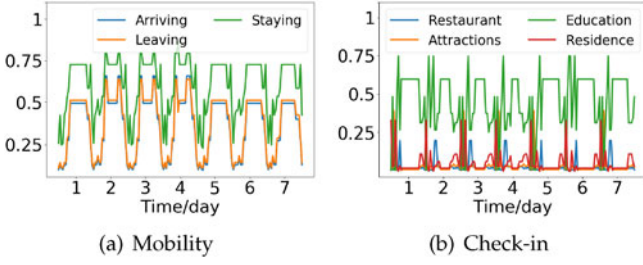 Arriving Staying
Leaving
1
0.75
0.5
0.25
1 2 3 4 5 6 7
Time/day
(a) Mobility
Restaurant Education
Attractions Residence
1
0.75
0.5
0.25
1 2 3 4 5 6 7
Time/day
(b) Check-in